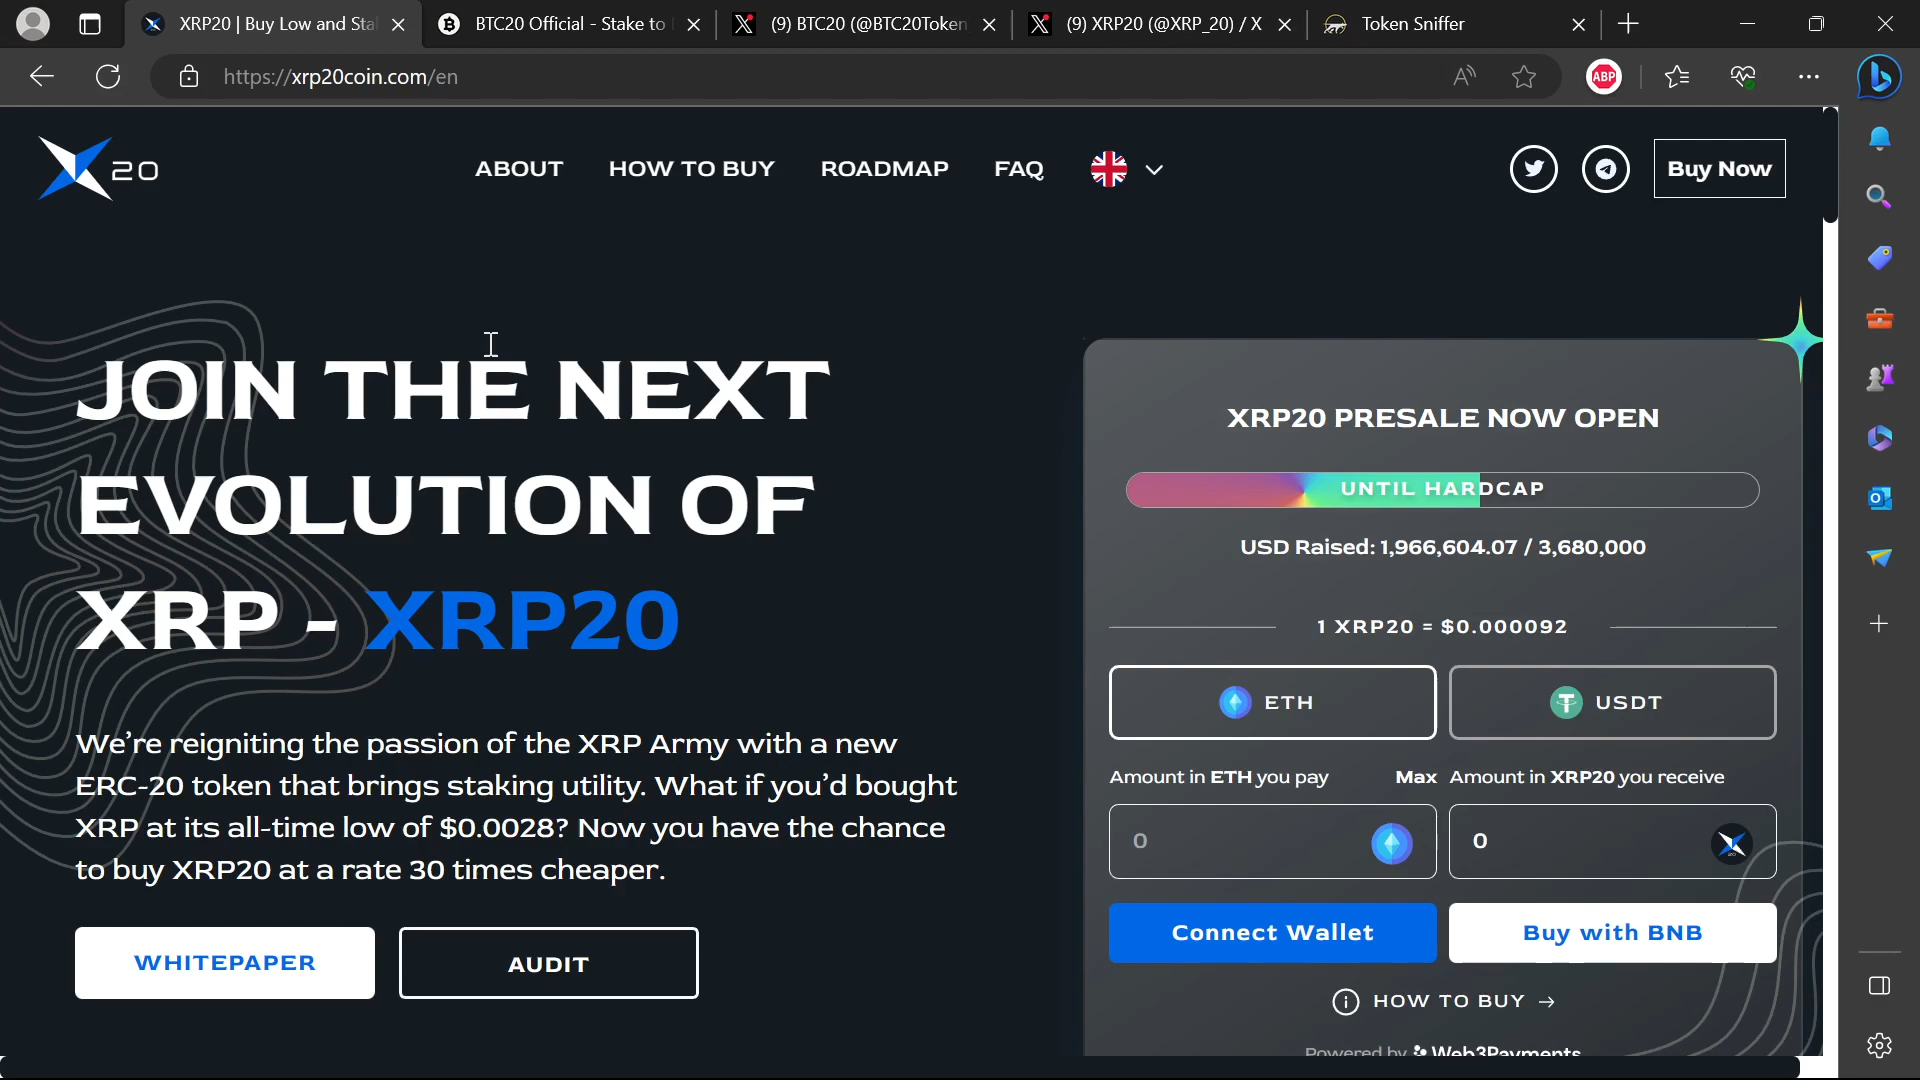 XRP20 | Buy Low and Sta
BTC20 Official - Stake to
(9) BTC20 (@BTC20Token
(9) XRP20 (@XRP_20) / X
Token Sniffer
https://xrp20coin.com/en
ABP
20
ABOUT
HOW TO BUY
ROADMAP
FAQ
Buy Now
JOIN THE NEXT
EVOLUTION OF
XRP - XRP20
We're reigniting the passion of the XRP Army with a new
ERC-20 token that brings staking utility. What if you'd bought
XRP at its all-time low of $0.0028? Now you have the chance
to buy XRP20 at a rate 30 times cheaper.
WHITEPAPER
AUDIT
XRP20 PRESALE NOW OPEN
UNTIL HARDCAP
USD Raised: 1,966,604.07 / 3,680,000
1 XRP20 = $0.000092
ETH
USDT
Amount in ETH you pay
Max
Amount in XRP20 you receive
0
0
Connect Wallet
Buy with BNB
HOW TO BUY →
Powered by Web3Payments